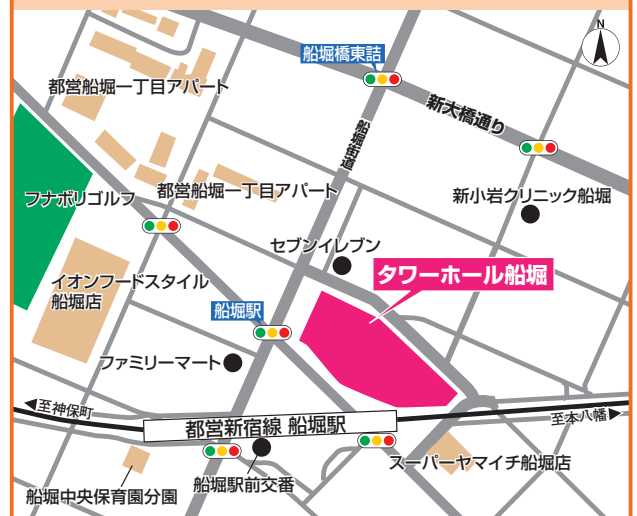 N
船堀橋東詰
都営船堀一丁目アパート
新大橋通り
船堀街道
都営船堀一丁目アパート
フナボリゴルフ
新小岩クリニック船堀
セブンイレブン
タワーホール船堀
イオンフードスタイル
船堀店
船堀駅
ファミリーマート
至神保町
都営新宿線 船堀駅
至本八幡
スーパーヤマイチ船堀店
船堀駅前交番
船堀中央保育園分園